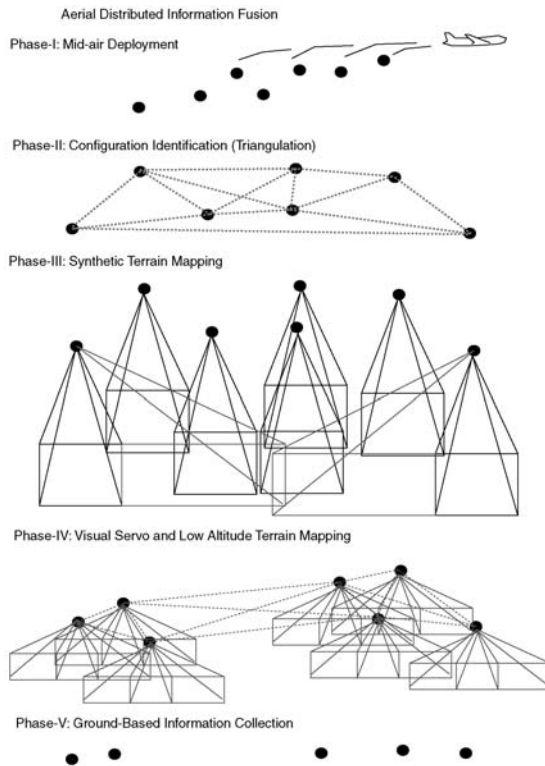 Aerial Distributed Information Fusion
Phase-I: Mid-air Deployment
Phase-II: Configuration Identification (Triangulation)
Phase-III: Synthetic Terrain Mapping
Phase-IV: Visual Servo and Low Altitude Terrain Mapping
Phase-V: Ground-Based Information Collection